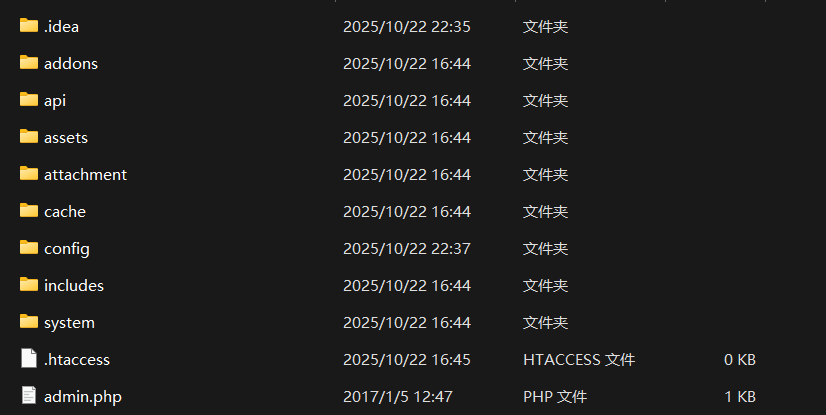 .idea 2025/10/22 22:35 文件夹
addons 2025/10/22 16:44 文件夹
api 2025/10/22 16:44 文件夹
assets 2025/10/22 16:44 文件夹
attachment 2025/10/22 16:44 文件夹
cache 2025/10/22 16:44 文件夹
config 2025/10/22 22:37 文件夹
includes 2025/10/22 16:44 文件夹
system 2025/10/22 16:44 文件夹
.htaccess 2025/10/22 16:45 HTACCESS 文件 0 KB
admin.php 2017/1/5 12:47 PHP 文件 1 KB